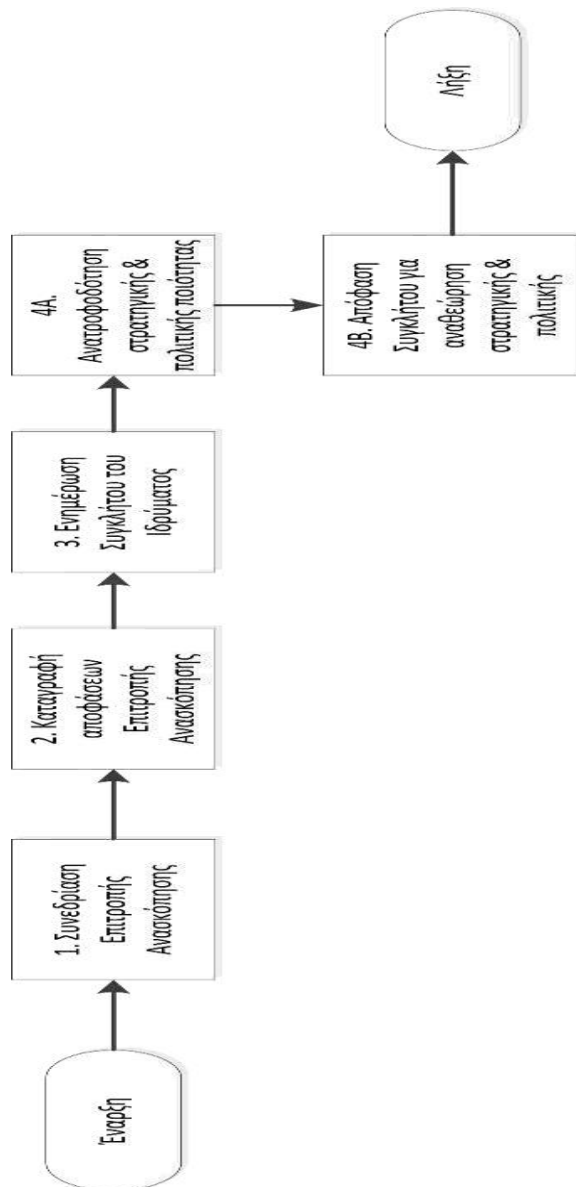 Έναρξη
1. Συνεδρίαση
Επιτροπής
Ανασκόπησης
2. Καταγραφή
αποφάσεων
Επιτροπής
Ανασκόπησης
3. Ενημέρωση
Συγκλήτου του
Ιδρύματος
4Α.
Ανατροφοδότηση
στρατηγικής &
πολιτικής ποιότητας
4Β. Απόφαση
Συγκλήτου για
αναθεώρηση
στρατηγικής &
πολιτικής
Λήξη